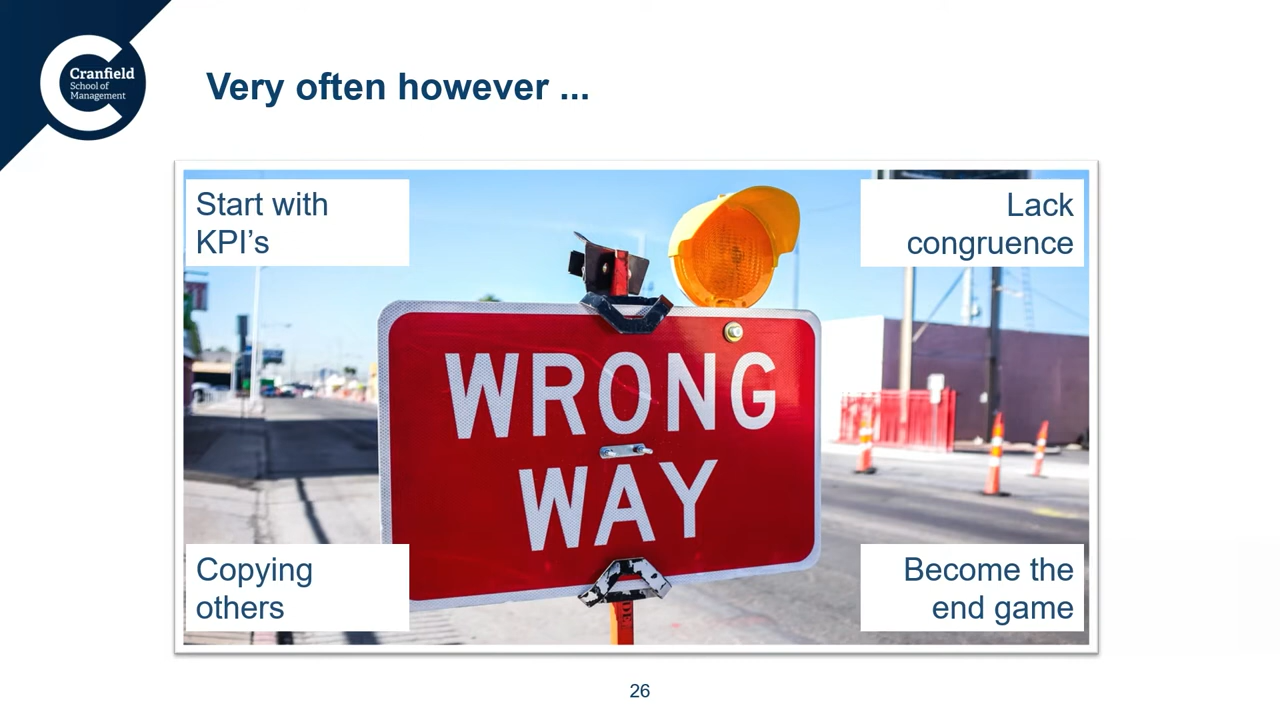 Cranfield
School of
Management
Very often however ...
Start with
KPI’s
Lack
congruence
WRONG
WAY
Copying
others
Become the
end game
26